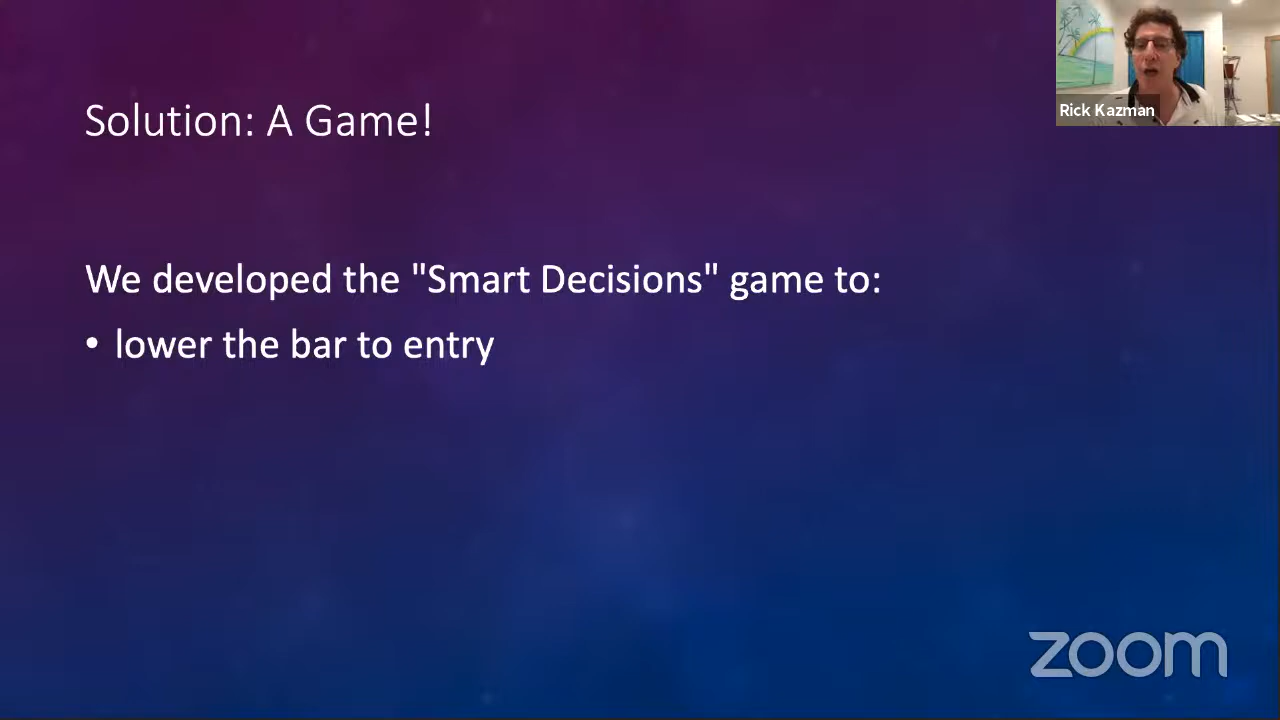 Solution: A Game!
Rick Kazman
We developed the "Smart Decisions" game to:
• lower the bar to entry
zoom